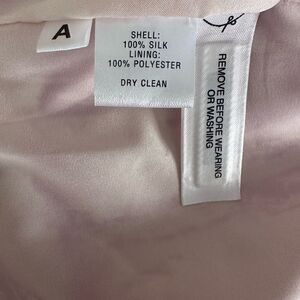 A
SHELL:
100% SILK
LINING:
100% POLYESTER
DRY CLEAN
REMOVE BEFORE WEARING
OR WASHING